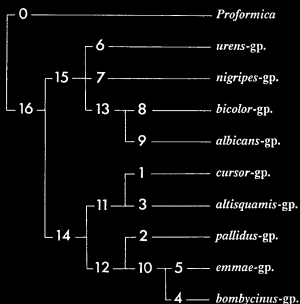 0 Proformica
6 urens-gp.
15 7 nigripes-gp.
13 8 bicolor-gp.
16
9 albicans-gp.
1 cursor-gp.
11 3 altisquamis-gp.
14 2 pallidus-gp.
12 10 5 emmae-gp.
4 bombycinus-gp.